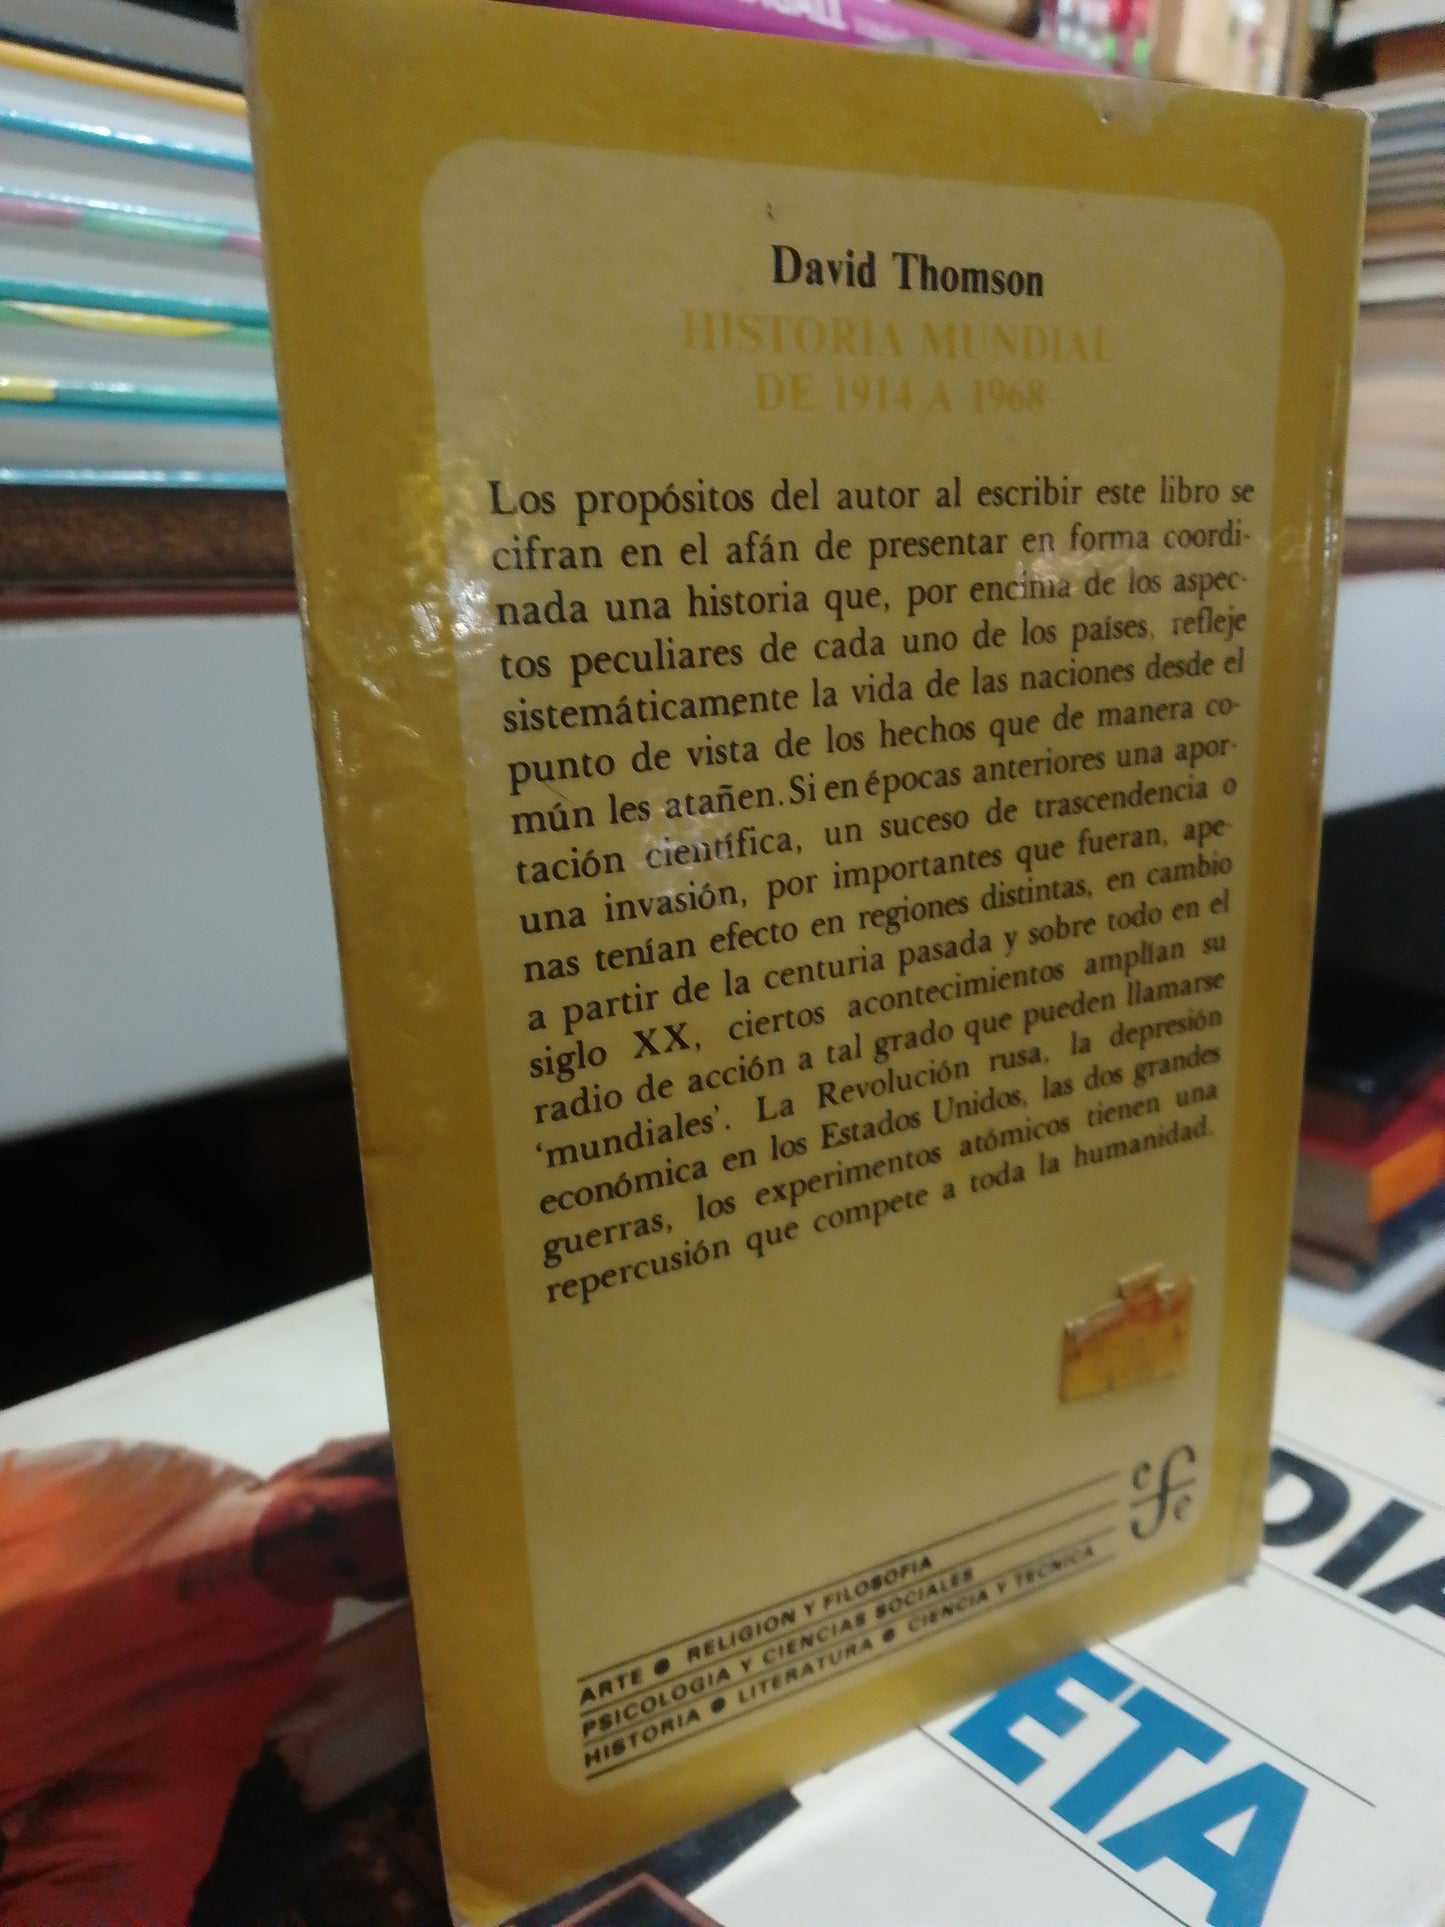 David Thomson
HISTORIA MUNDIAL
DE 1914 A 1968
Los propósitos del autor al escribir este libro se
cifran en el afán de presentar en forma coordi-
nada una historia que, por encima de los aspec-
tos peculiares de cada uno de los países, refleje
sistemáticamente la vida de las naciones desde el
punto de vista de los hechos que de manera co-
mún les atañen. Si en épocas anteriores una apor-
tación científica, un suceso de trascendencia o
una invasión, por importantes que fueran, ape-
nas tenían efecto en regiones distintas, en cambio
a partir de la centuria pasada y sobre todo en el
siglo XX, ciertos acontecimientos amplían su
radio de acción a tal grado que pueden llamarse
‘mundiales’. La Revolución rusa, la depresión
económica en los Estados Unidos, las dos grandes
guerras, los experimentos atómicos tienen una
repercusión que compete a toda la humanidad.
cfe
ARTE ● RELIGION Y FILOSOFIA
PSICOLOGIA Y CIENCIAS SOCIALES
HISTORIA ● LITERATURA ● CIENCIA Y TECNICA
DIA
ETA